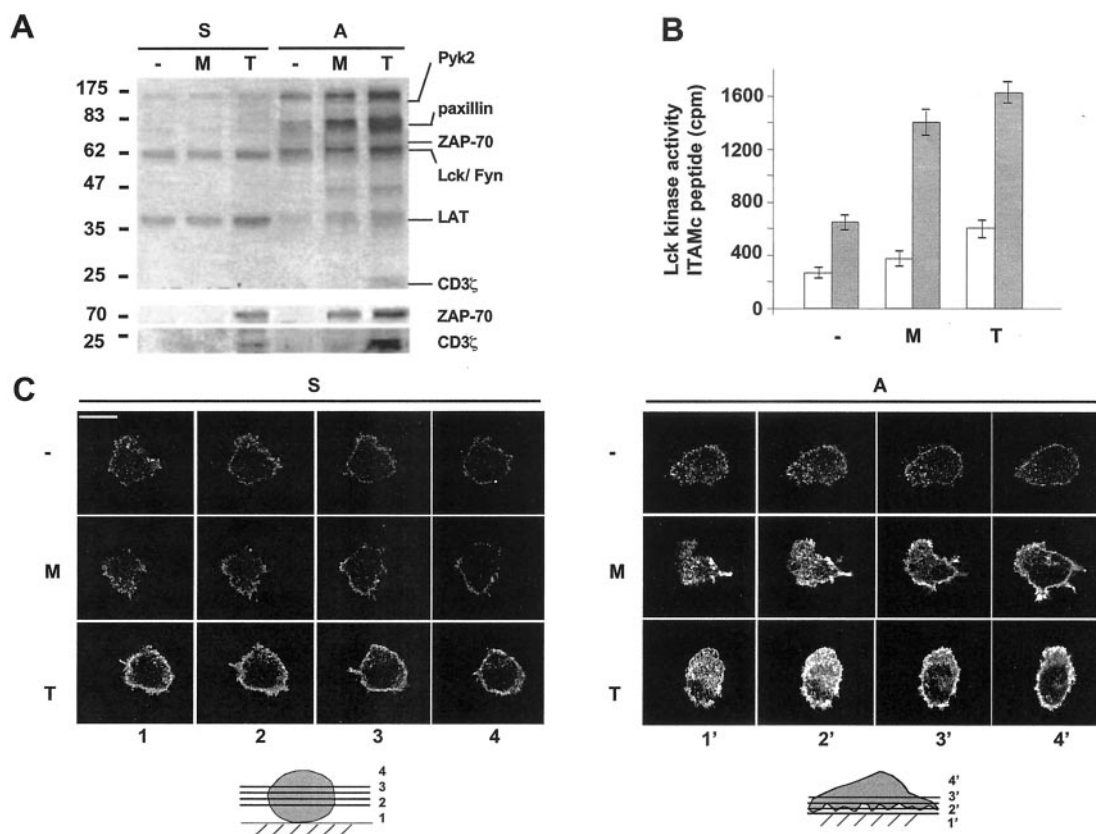 A
S A
- M T - M T
Pyk2
175
83
paxillin
ZAP-70
62
Lck/ Fyn
47
LAT
35
25
CD3ζ
70
ZAP-70
25
CD3ζ
B
Lck kinase activity
ITAMc peptide (cpm)
1600
1200
800
400
0
- M T
C
S
-
M
T
1 2 3 4
4
3
2
1
A
-
M
T
1' 2' 3' 4'
4'
3'
2'
1'